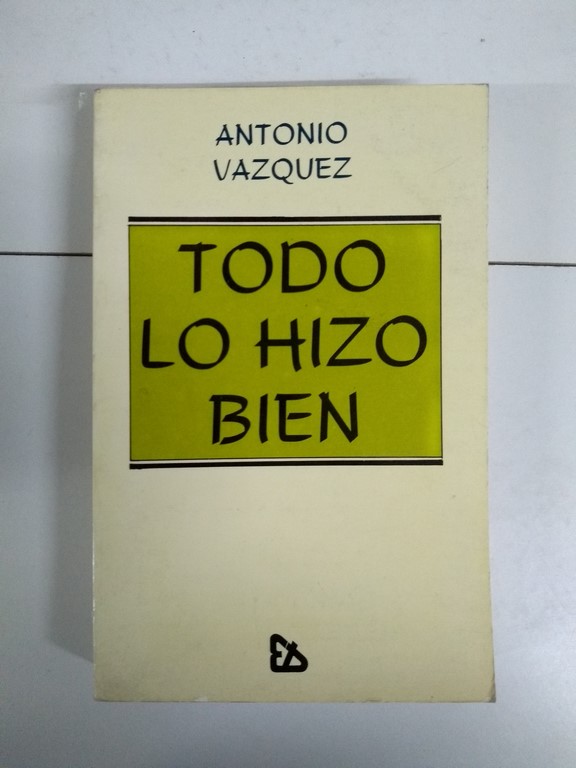 ANTONIO
VAZQUEZ
TODO
LO HIZO
BIEN